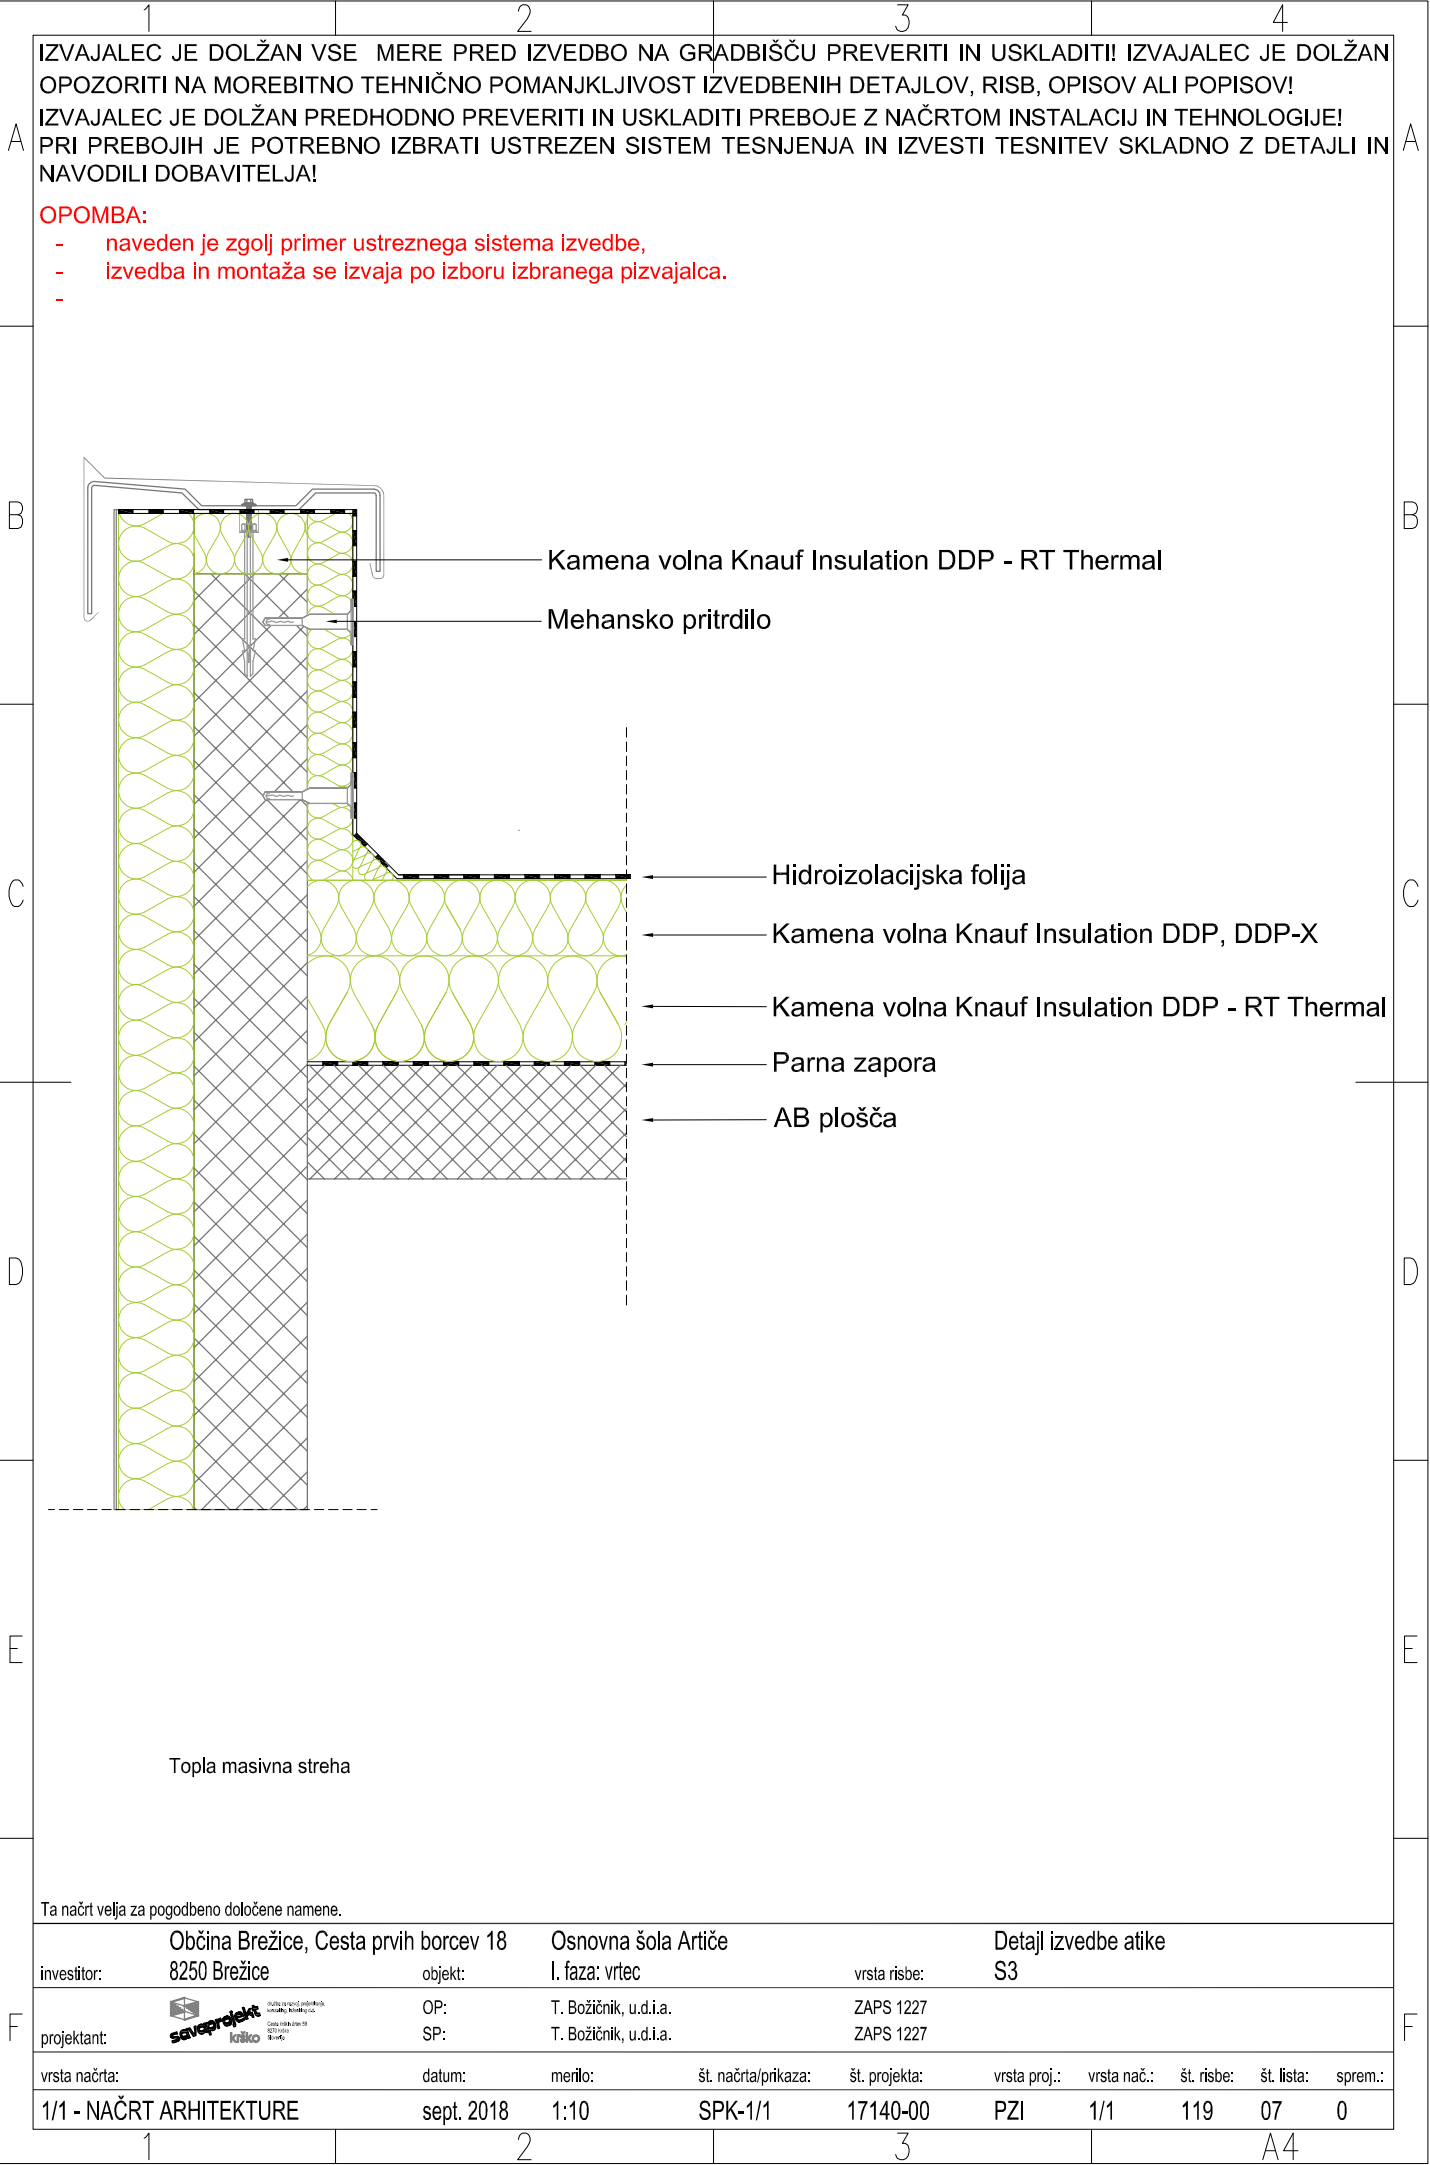 1 2 3 4
IZVAJALEC JE DOLŽAN VSE MERE PRED IZVEDBO NA GRADBIŠČU PREVERITI IN USKLADITI! IZVAJALEC JE DOLŽAN
OPOZORITI NA MOREBITNO TEHNIČNO POMANJKLJIVOST IZVEDBENIH DETAJLOV, RISB, OPISOV ALI POPISOV!
IZVAJALEC JE DOLŽAN PREDHODNO PREVERITI IN USKLADITI PREBOJE Z NAČRTOM INSTALACIJ IN TEHNOLOGIJE!
A A
PRI PREBOJIH JE POTREBNO IZBRATI USTREZEN SISTEM TESNJENJA IN IZVESTI TESNITEV SKLADNO Z DETAJLI IN
NAVODILI DOBAVITELJA!
OPOMBA:
- naveden je zgolj primer ustreznega sistema izvedbe,
- izvedba in montaža se izvaja po izboru izbranega pizvajalca.
-
B B
Kamena volna Knauf Insulation DDP - RT Thermal
Mehansko pritrdilo
Hidroizolacijska folija
C C
Kamena volna Knauf Insulation DDP, DDP-X
Kamena volna Knauf Insulation DDP - RT Thermal
Parna zapora
AB plošča
D D
E E
Topla masivna streha
Ta načrt velja za pogodbeno določene namene.
investitor: Občina Brežice, Cesta prvih borcev 18
8250 Brežice
objekt: Osnovna šola Artiče
I. faza: vrtec
vrsta risbe: Detajl izvedbe atike
S3
F F
projektant: savaprojekt
krško
OP: T. Božičnik, u.d.i.a. ZAPS 1227
SP: T. Božičnik, u.d.i.a. ZAPS 1227
vrsta načrta: datum: merilo: št. načrta/prikaza: št. projekta: vrsta proj.: vrsta nač.: št. risbe: št. lista: sprem.:
1/1 - NAČRT ARHITEKTURE sept. 2018 1:10 SPK-1/1 17140-00 PZI 1/1 119 07 0
1 2 3 A4